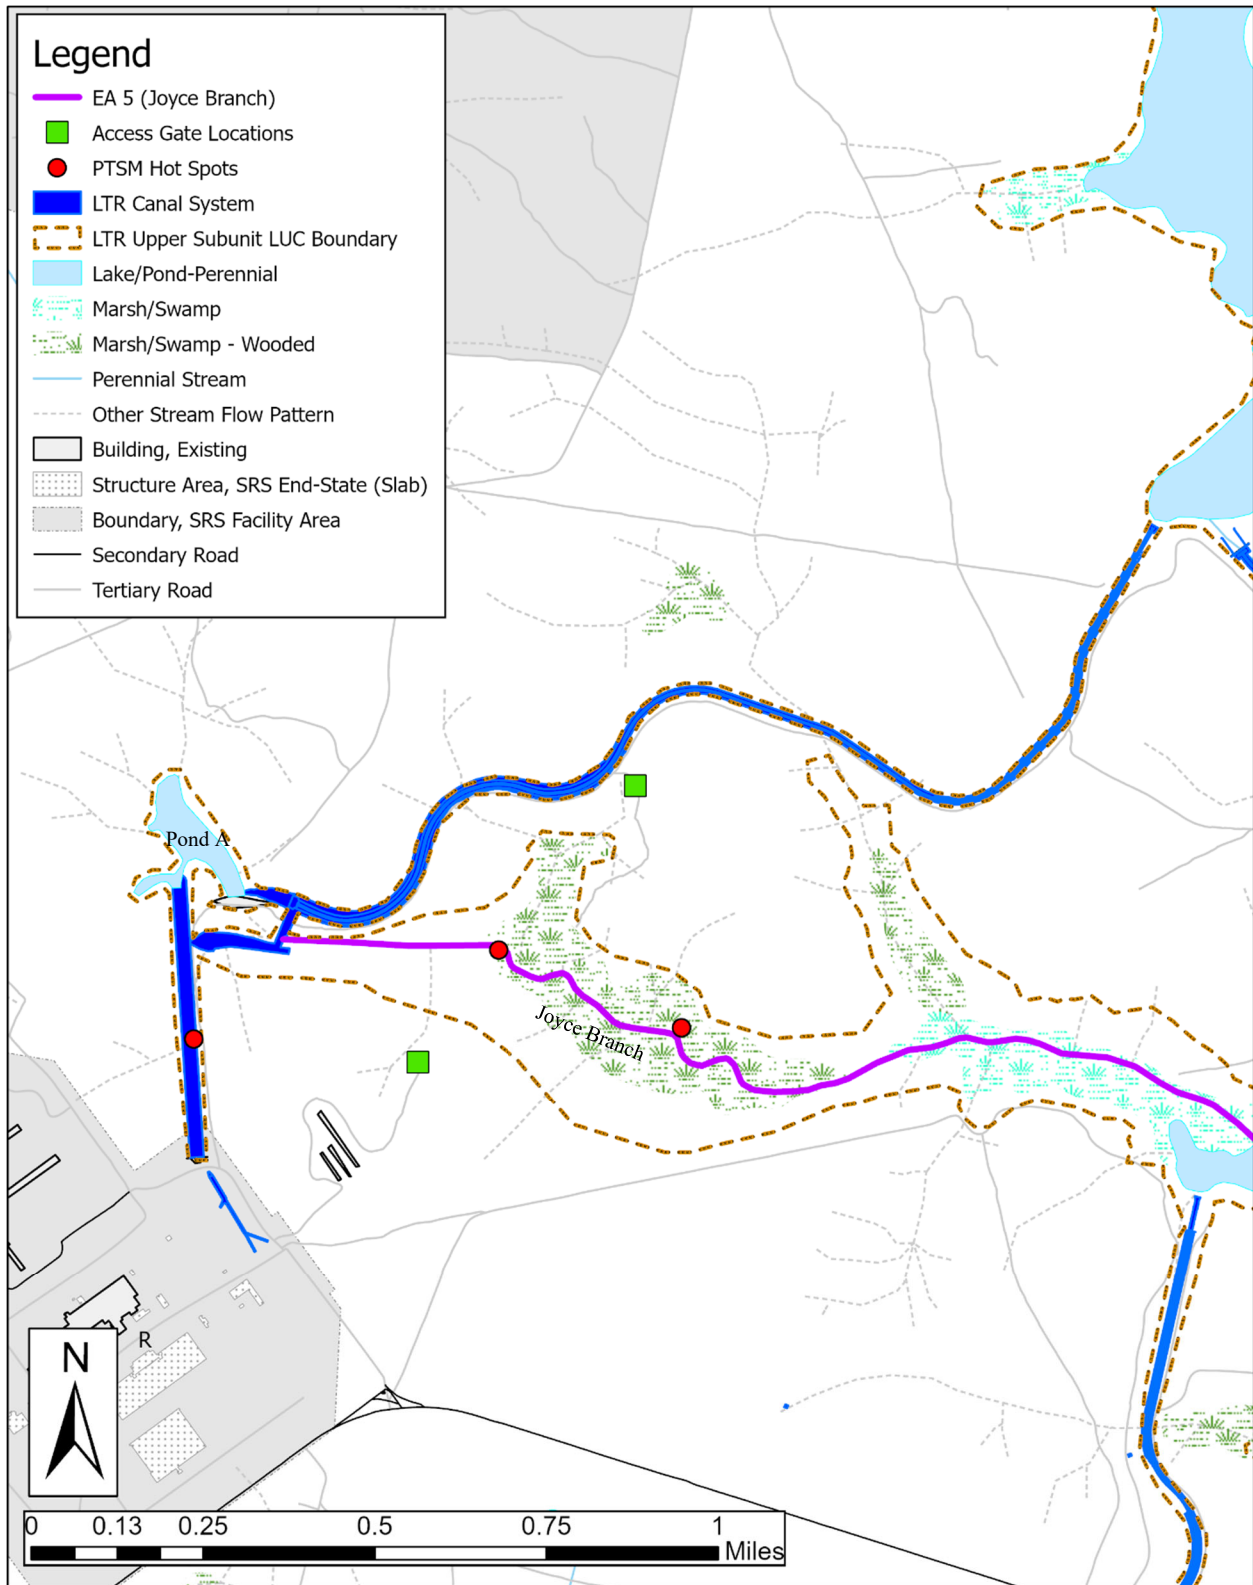 Legend
EA 5 (Joyce Branch)
Access Gate Locations
PTSM Hot Spots
LTR Canal System
LTR Upper Subunit LUC Boundary
Lake/Pond-Perennial
Marsh/Swamp
Marsh/Swamp - Wooded
Perennial Stream
Other Stream Flow Pattern
Building, Existing
Structure Area, SRS End-State (Slab)
Boundary, SRS Facility Area
Secondary Road
Tertiary Road
Pond A
Joyce Branch
R
N
0 0.13 0.25 0.5 0.75 1
Miles